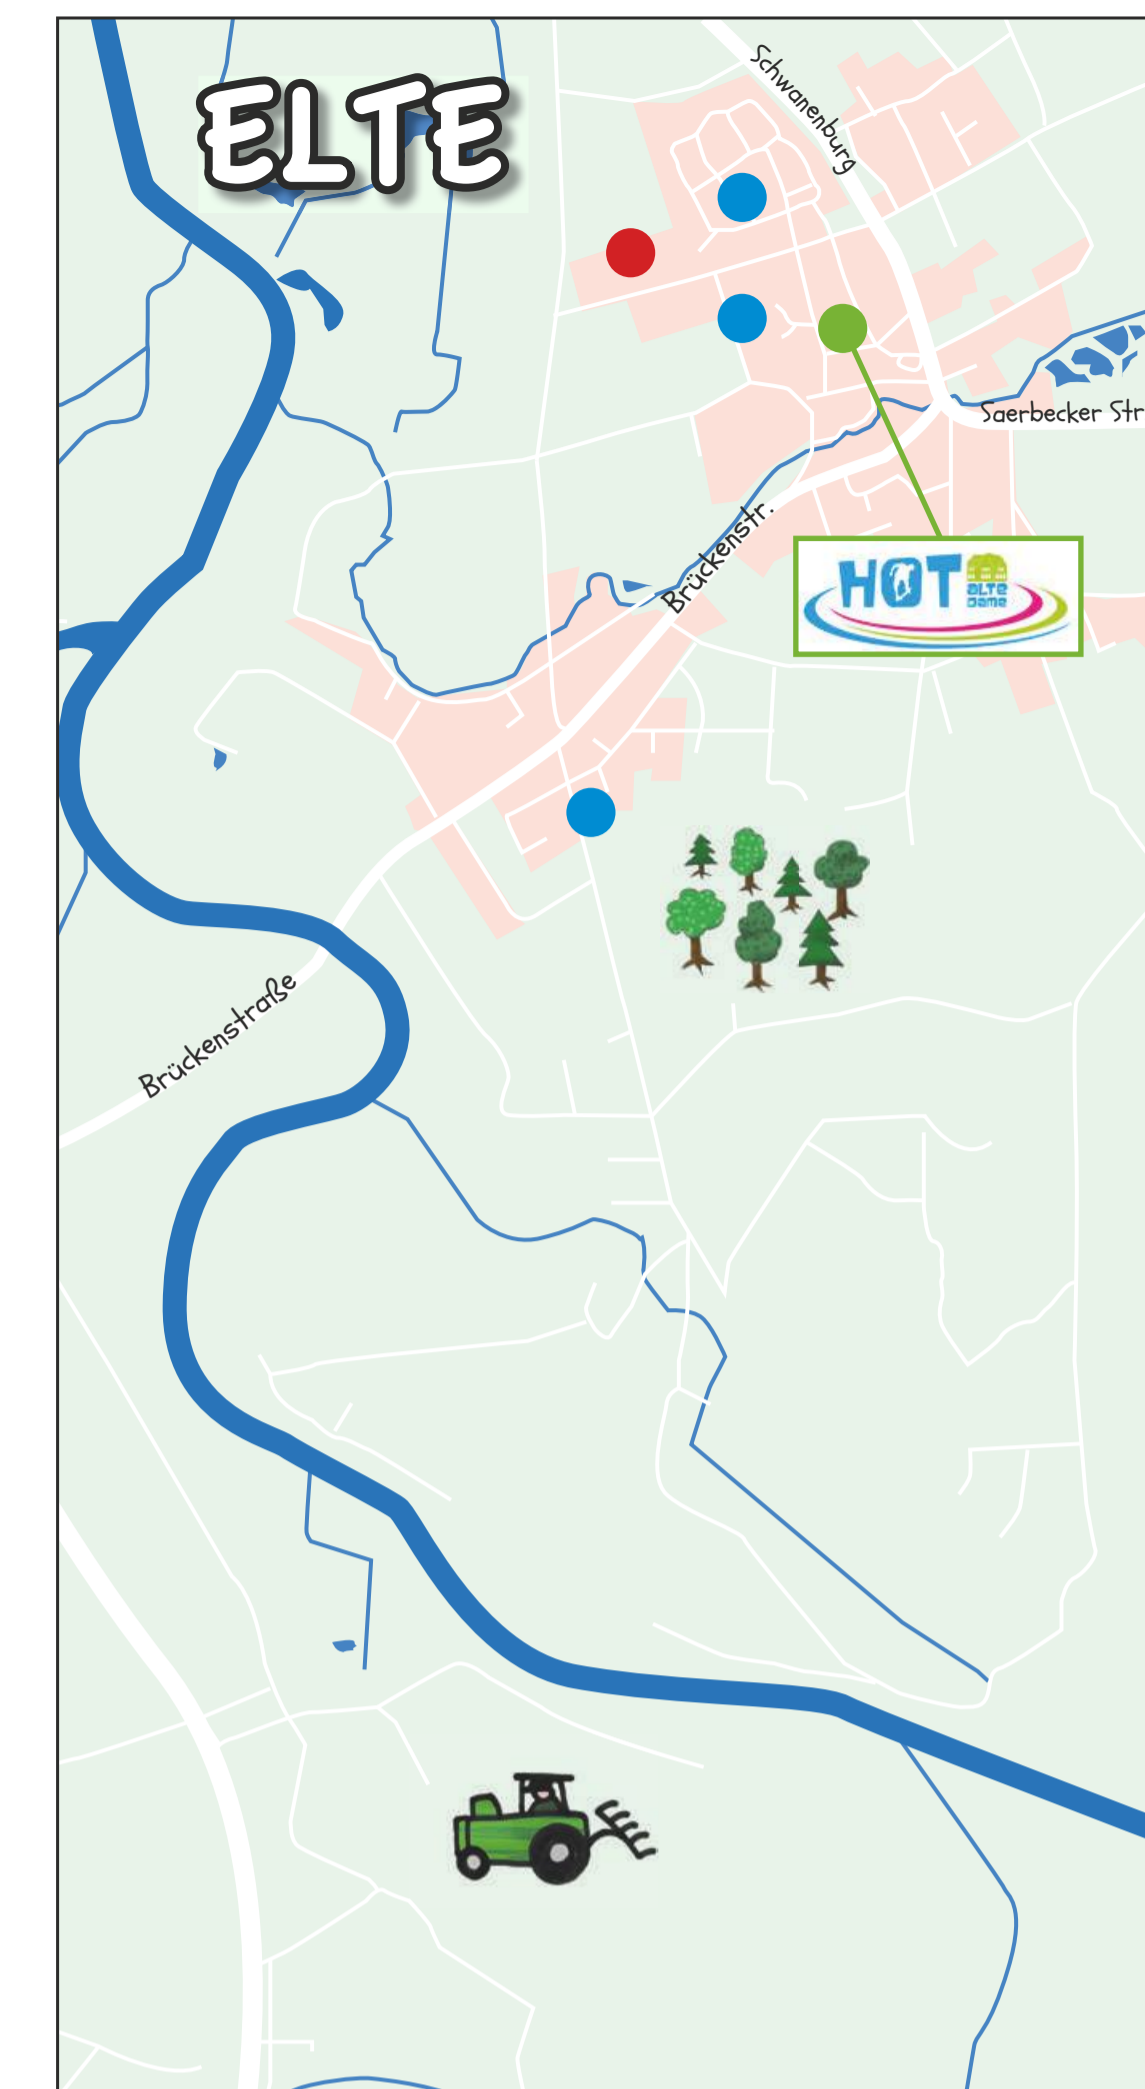 ELTE
Schwanenburg
Saerbecker Str
Brückenstr.
HOT
ALTE
Dame
Brückenstraße